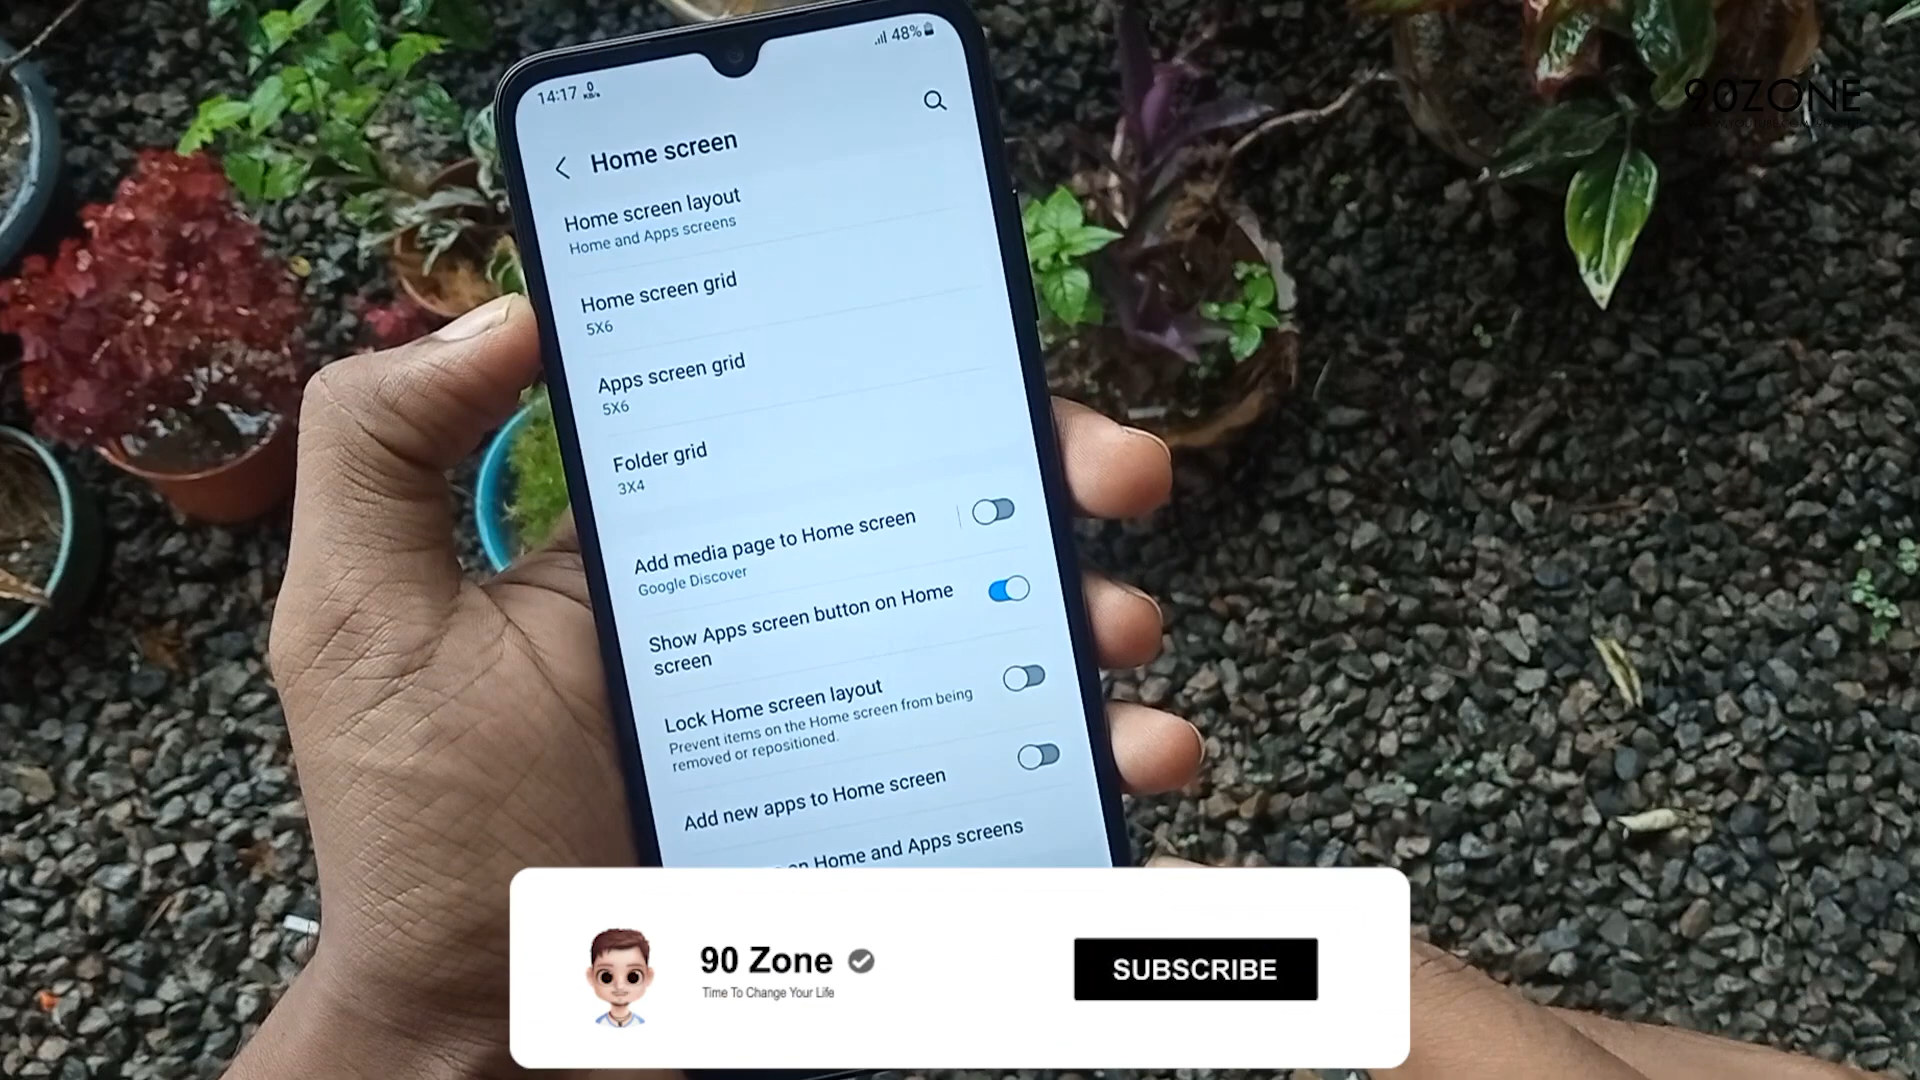 14:17 0 KB/s 48%
Home screen
Home screen layout
Home and Apps screens
Home screen grid
5X6
Apps screen grid
5X6
Folder grid
3X4
Add media page to Home screen
Google Discover
Show Apps screen button on Home
screen
Lock Home screen layout
Prevent items on the Home screen from being
removed or repositioned.
Add new apps to Home screen
on Home and Apps screens
90ZONE
90 Zone
Time To Change Your Life
SUBSCRIBE